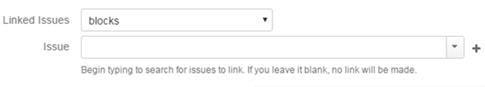 Linked Issues blocks
Issue
Begin typing to search for issues to link. If you leave it blank, no link will be made.